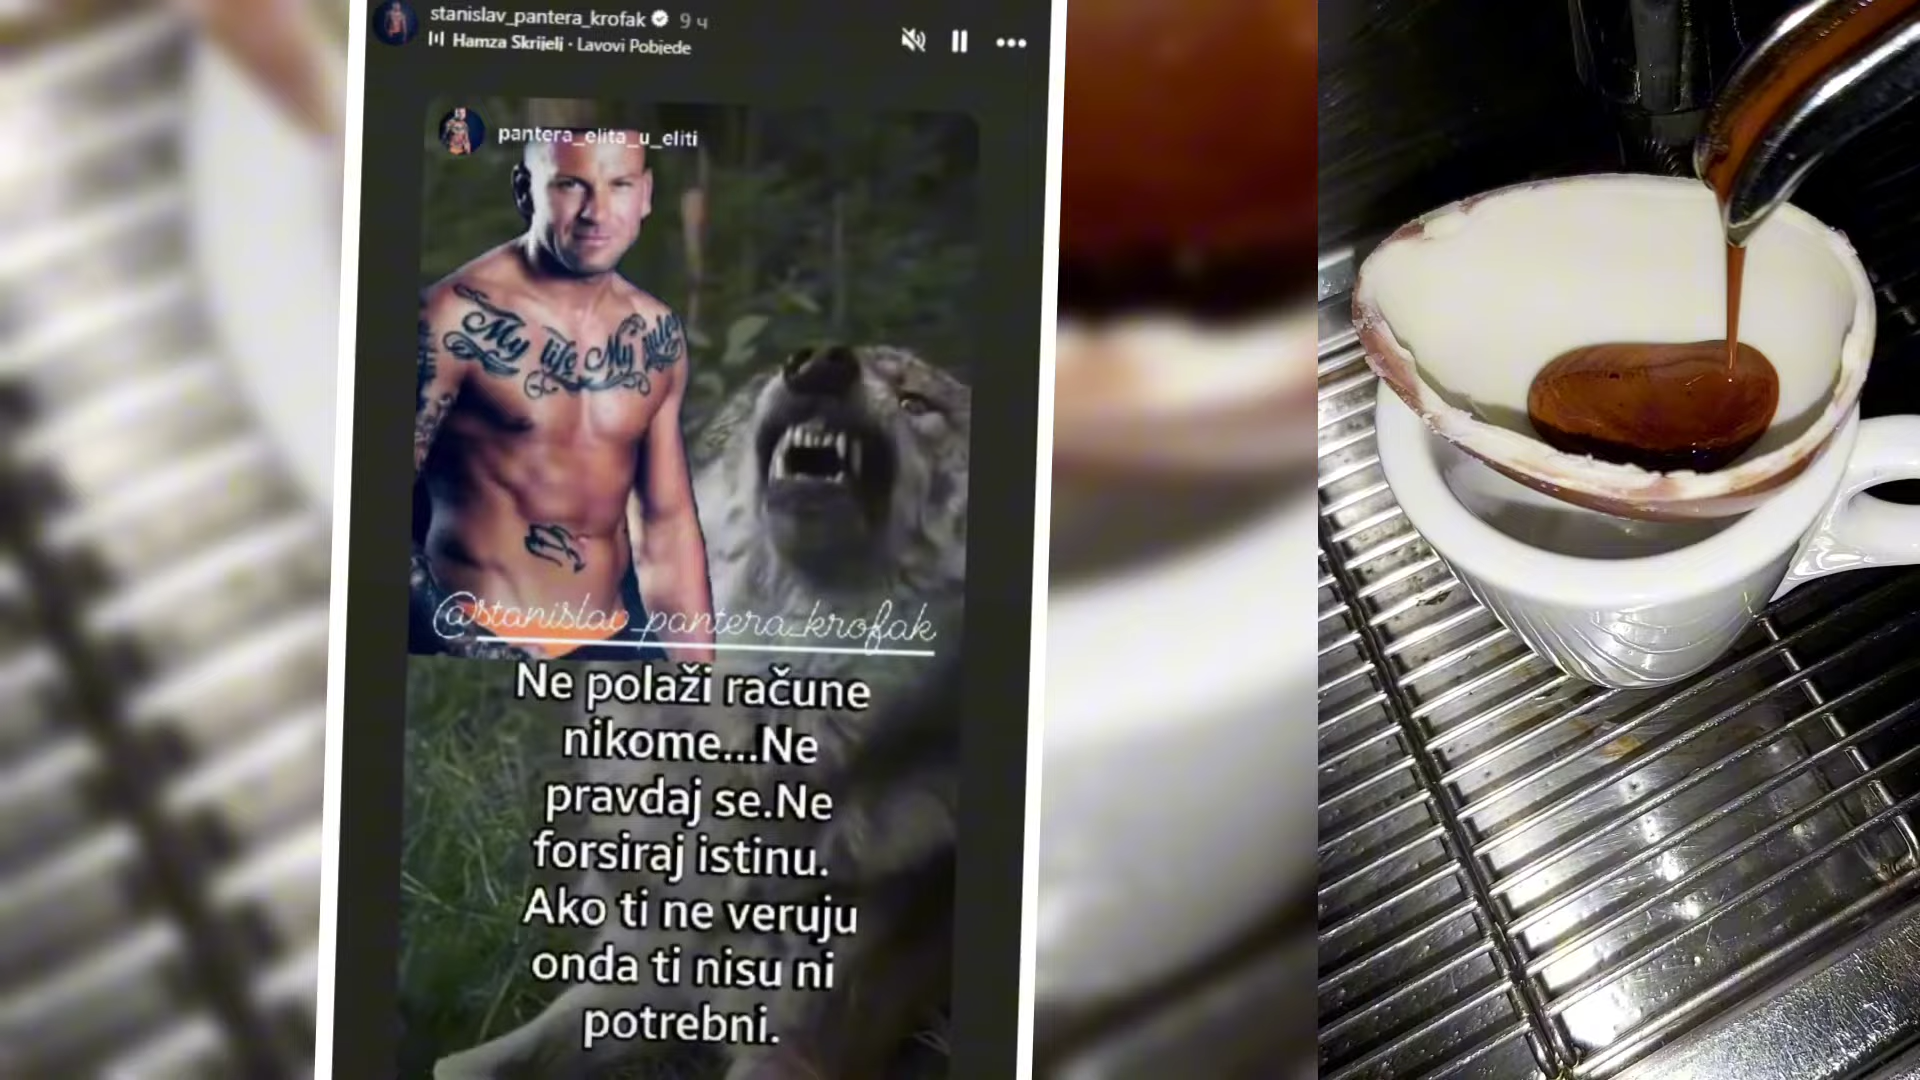 stanislav_pantera_krofak 9 ч
Hamza Skrijelj · Lavovi Pobjede
pantera_elita_u_eliti
My life My rules
@stanislav_pantera_krofak
Ne polaži račune
nikome...Ne
pravdaj se.Ne
forsiraj istinu.
Ako ti ne veruju
onda ti nisu ni
potrebni.